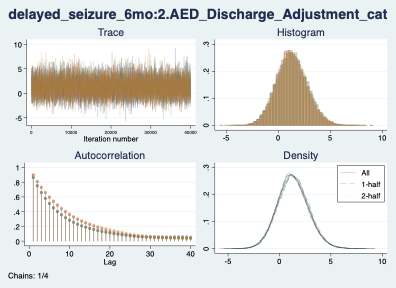 delayed_seizure_6mo:2.AED_Discharge_Adjustment_cat
Trace
10
5
0
-5
0 10000 20000 30000 40000
Iteration number
Histogram
.3
.2
.1
0
-5 0 5 10
Autocorrelation
.1
.8
.6
.4
.2
0
0 10 20 30 40
Lag
Density
All
1-half
2-half
.3
.2
.1
0
-5 0 5 10
Chains: 1/4